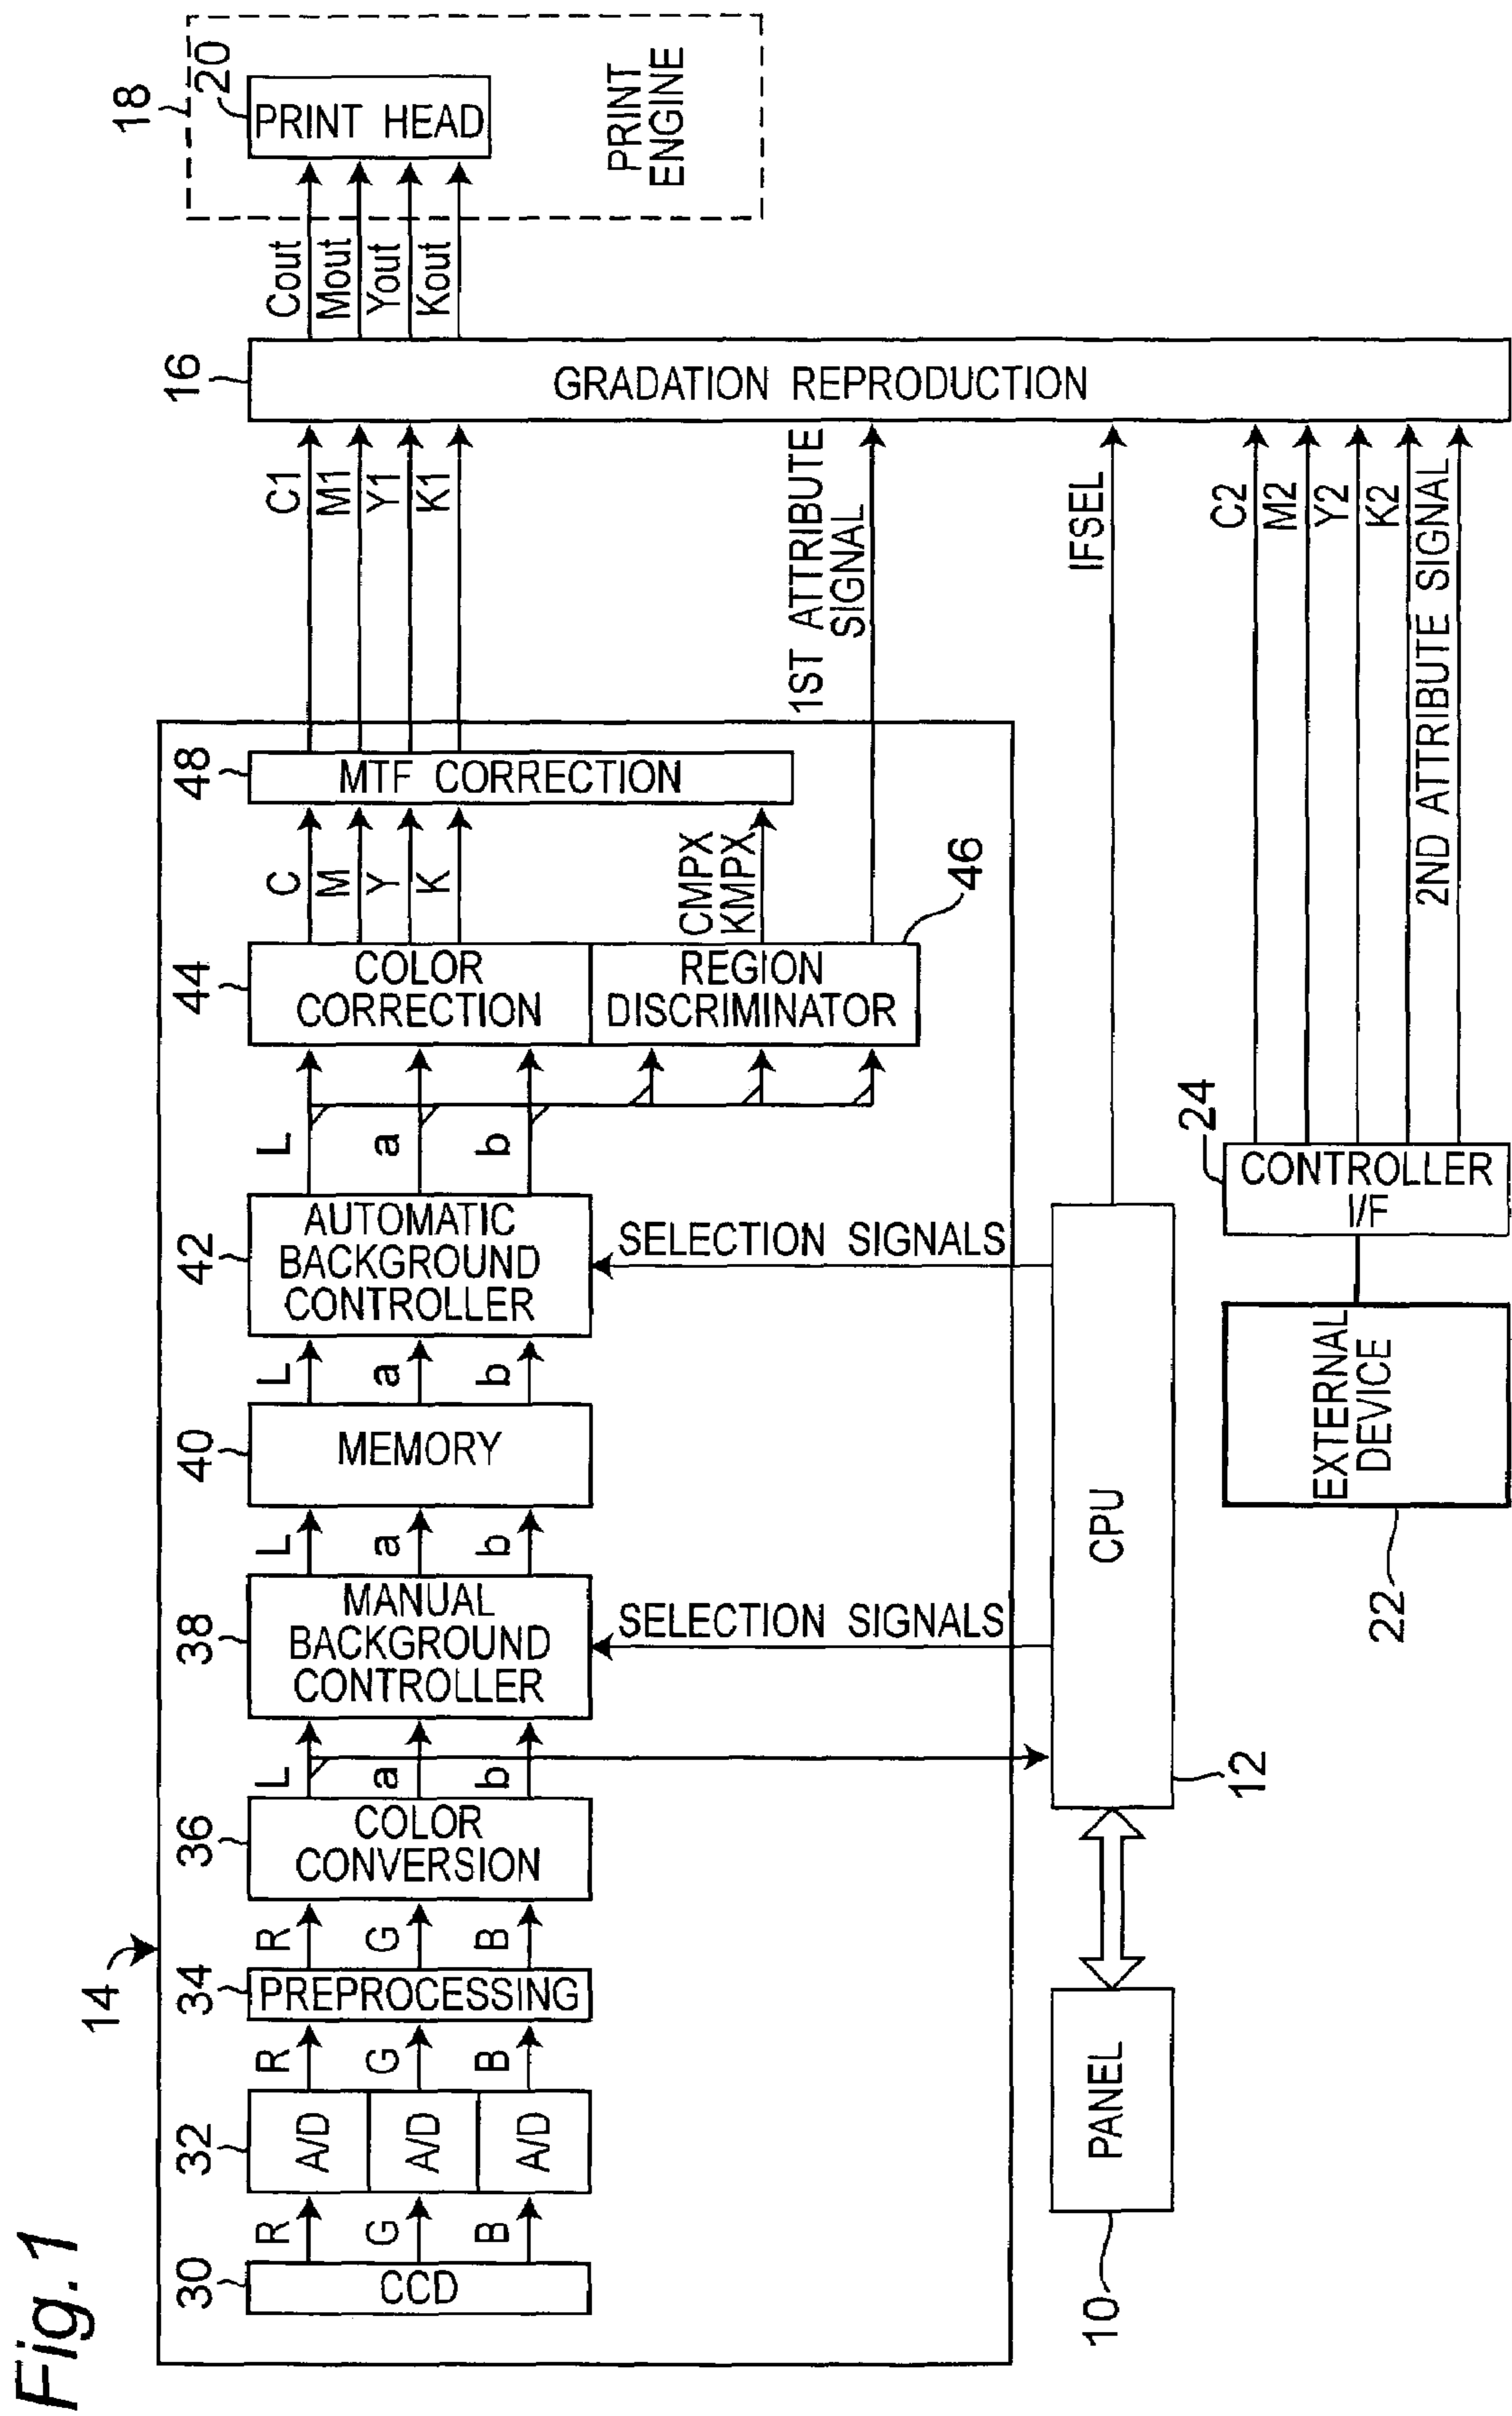 Fig.1
14
30
CCD
R
G
B
32
A/D
A/D
A/D
R
G
B
34
PREPROCESSING
R
G
B
36
COLOR
CONVERSION
L
a
b
38
MANUAL
BACKGROUND
CONTROLLER
SELECTION SIGNALS
L
a
b
40
MEMORY
L
a
b
42
AUTOMATIC
BACKGROUND
CONTROLLER
SELECTION SIGNALS
L
a
b
44
COLOR
CORRECTION
REGION
DISCRIMINATOR
46
C
M
Y
K
CMPX
KMPX
48
MTF CORRECTION
C1
M1
Y1
K1
1ST ATTRIBUTE
SIGNAL
16
GRADATION REPRODUCTION
Cout
Mout
Yout
Kout
18
20
PRINT HEAD
PRINT
ENGINE
10
PANEL
12
CPU
IFSEL
22
EXTERNAL
DEVICE
24
CONTROLLER
I/F
C2
M2
Y2
K2
2ND ATTRIBUTE SIGNAL